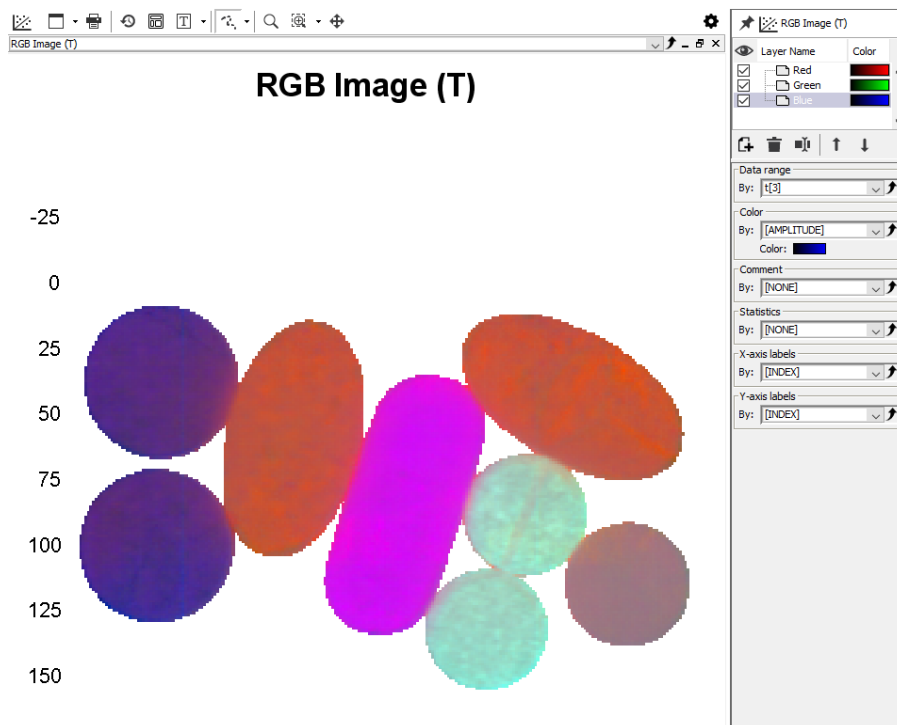 RGB Image (T)
RGB Image (T)
-25
0
25
50
75
100
125
150
RGB Image (T)
Layer Name Color
Red
Green
Blue
Data range
By: t[3]
Color
By: [AMPLITUDE]
Color:
Comment
By: [NONE]
Statistics
By: [NONE]
X-axis labels
By: [INDEX]
Y-axis labels
By: [INDEX]